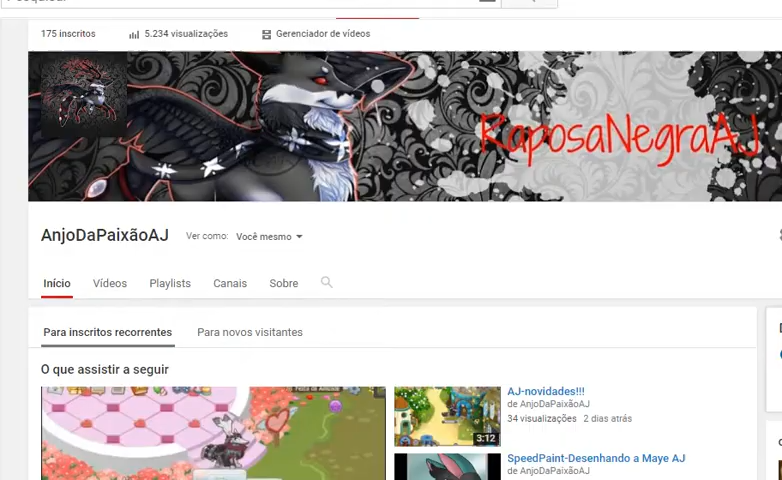 175 inscritos 5.234 visualizações Gerenciador de vídeos
RaposaNegraAJ
AnjoDaPaixãoAJ Ver como: Você mesmo
Início Vídeos Playlists Canais Sobre
Para inscritos recorrentes Para novos visitantes
O que assistir a seguir
AJ-novidades!!!
de AnjoDaPaixãoAJ
34 visualizações 2 dias atrás
3:12
SpeedPaint-Desenhando a Maye AJ
de AnjoDaPaixãoAJ